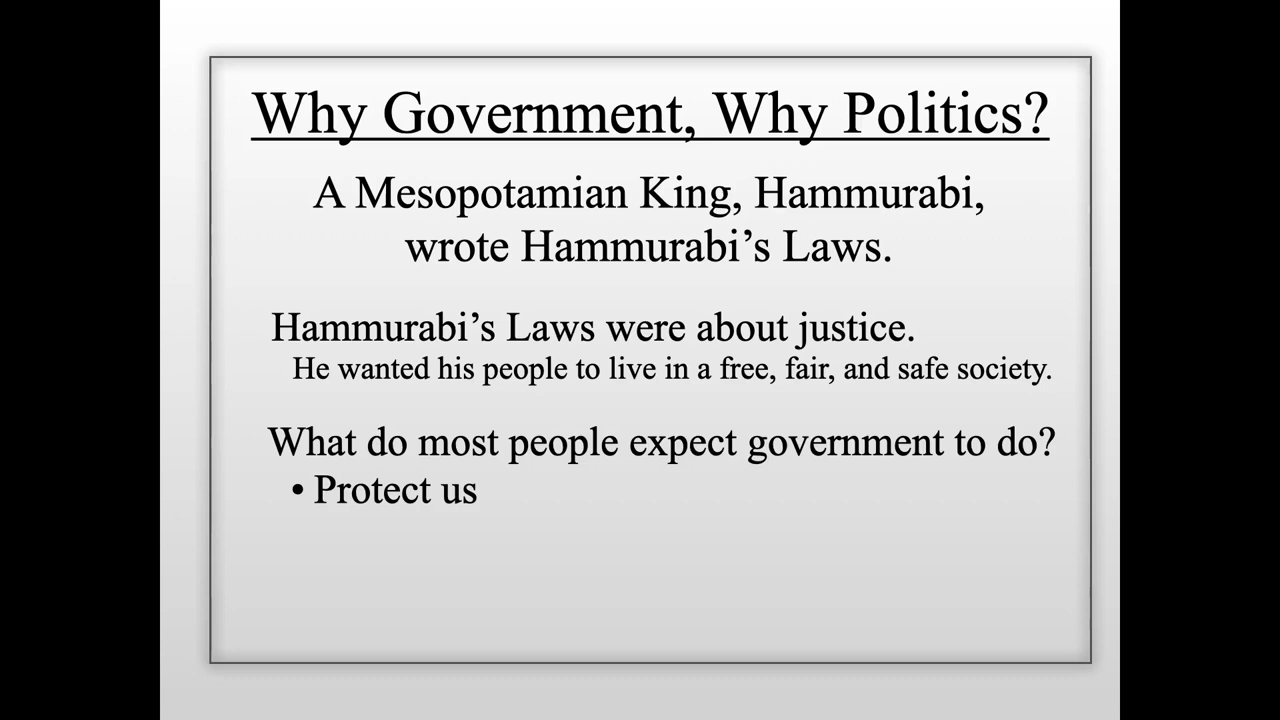 Why Government, Why Politics?
A Mesopotamian King, Hammurabi,
wrote Hammurabi’s Laws.
Hammurabi’s Laws were about justice.
He wanted his people to live in a free, fair, and safe society.
What do most people expect government to do?
• Protect us